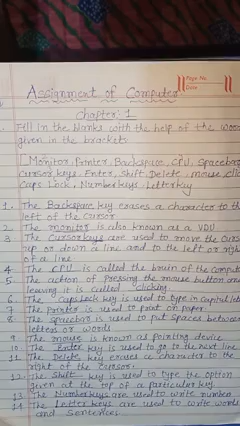 Page No.
Date
Assignment of Computer
Chapter: 1
Fill in the blanks with the help of the
given in the brackets
Monitor, Printer, Backspace, CPU, Spacebar
Cursor keys, Enter, Shift, Delete, mouse
Caps Lock, Number keys, Letter key
1. The Backspace key erases a character to the
left of the cursor
2. The monitor is also known as a VDU
3 The Cursor keys are used to move the
up down a line and to the left or right
of a line
4. The CPU is called the brain of the
5. The action of pressing the mouse button and
leaving it is called clicking.
6. The Caps Lock key is used to type in Capital
7. The printer is used to print on paper
8. The spacebar is used to put spaces between
letters or words
9 The mouse is known as pointing device
10. The Enter key is used to go to the next line
11. The Delete key erases a character to the
right of the cursor.
12. The Shift key is used to type the option
given at the top of a particular key
13 The Number keys are used to write number
14 The Letter keys are used to write words
and Sentences.